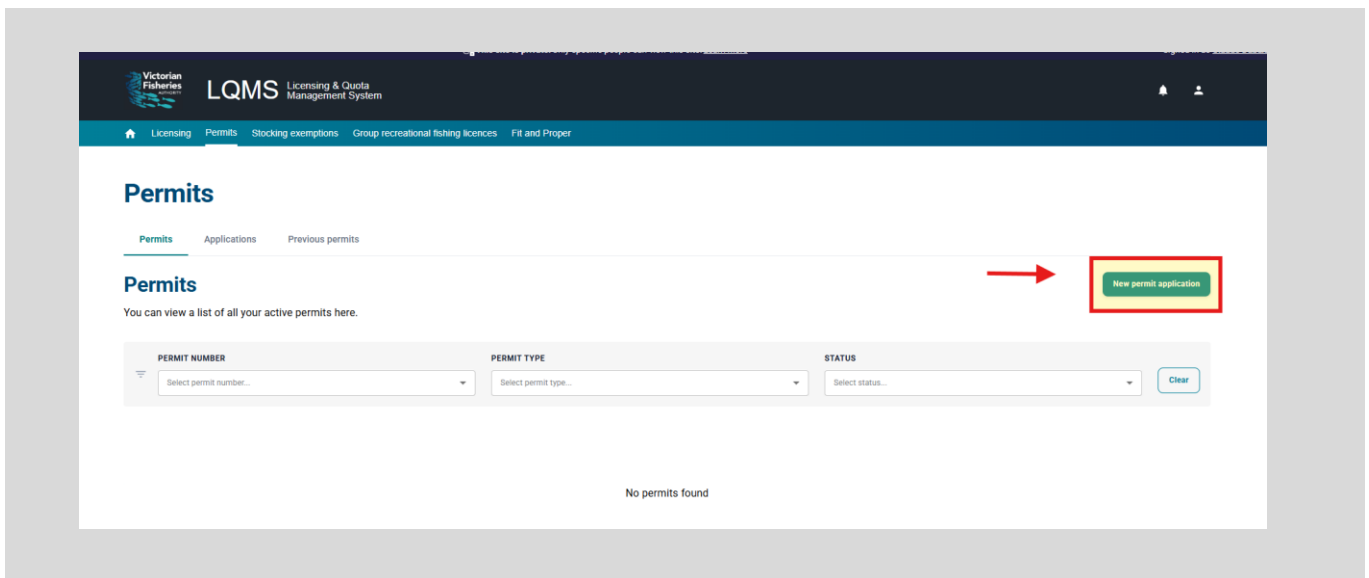 Victorian
Fisheries
AUTHORITY
LQMS Licensing & Quota
Management System
Licensing Permits Stocking exemptions Group recreational fishing licences Fit and Proper
Permits
Permits Applications Previous permits
Permits
New permit application
You can view a list of all your active permits here.
PERMIT NUMBER PERMIT TYPE STATUS
Select permit number... Select permit type... Select status... Clear
No permits found